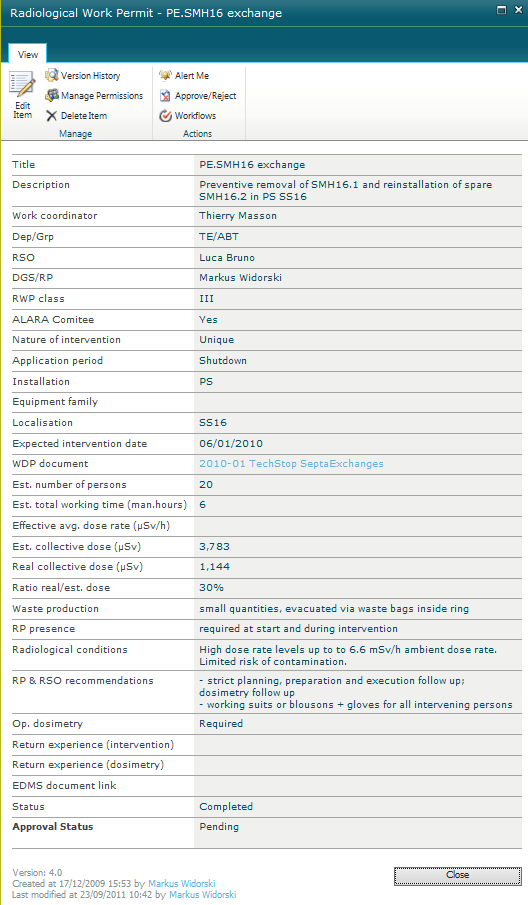 Radiological Work Permit - PE.SMH16 exchange
View
Edit Item
Version History
Manage Permissions
Delete Item
Manage
Alert Me
Approve/Reject
Workflows
Actions
Title PE.SMH16 exchange
Description Preventive removal of SMH16.1 and reinstallation of spare
SMH16.2 in PS SS16
Work coordinator Thierry Masson
Dep/Grp TE/ABT
RSO Luca Bruno
DGS/RP Markus Widorski
RWP class III
ALARA Comitee Yes
Nature of intervention Unique
Application period Shutdown
Installation PS
Equipment family
Localisation SS16
Expected intervention date 06/01/2010
WDP document 2010-01 TechStop SeptaExchanges
Est. number of persons 20
Est. total working time (man.hours) 6
Effective avg. dose rate (µSv/h)
Est. collective dose (µSv) 3,783
Real collective dose (µSv) 1,144
Ratio real/est. dose 30%
Waste production small quantities, evacuated via waste bags inside ring
RP presence required at start and during intervention
Radiological conditions High dose rate levels up to to 6.6 mSv/h ambient dose rate.
Limited risk of contamination.
RP & RSO recommendations - strict planning, preparation and execution follow up;
dosimetry follow up
- working suits or blousons + gloves for all intervening persons
Op. dosimetry Required
Return experience (intervention)
Return experience (dosimetry)
EDMS document link
Status Completed
Approval Status Pending
Version: 4.0
Created at 17/12/2009 15:53 by Markus Widorski
Last modified at 23/09/2011 10:42 by Markus Widorski
Close